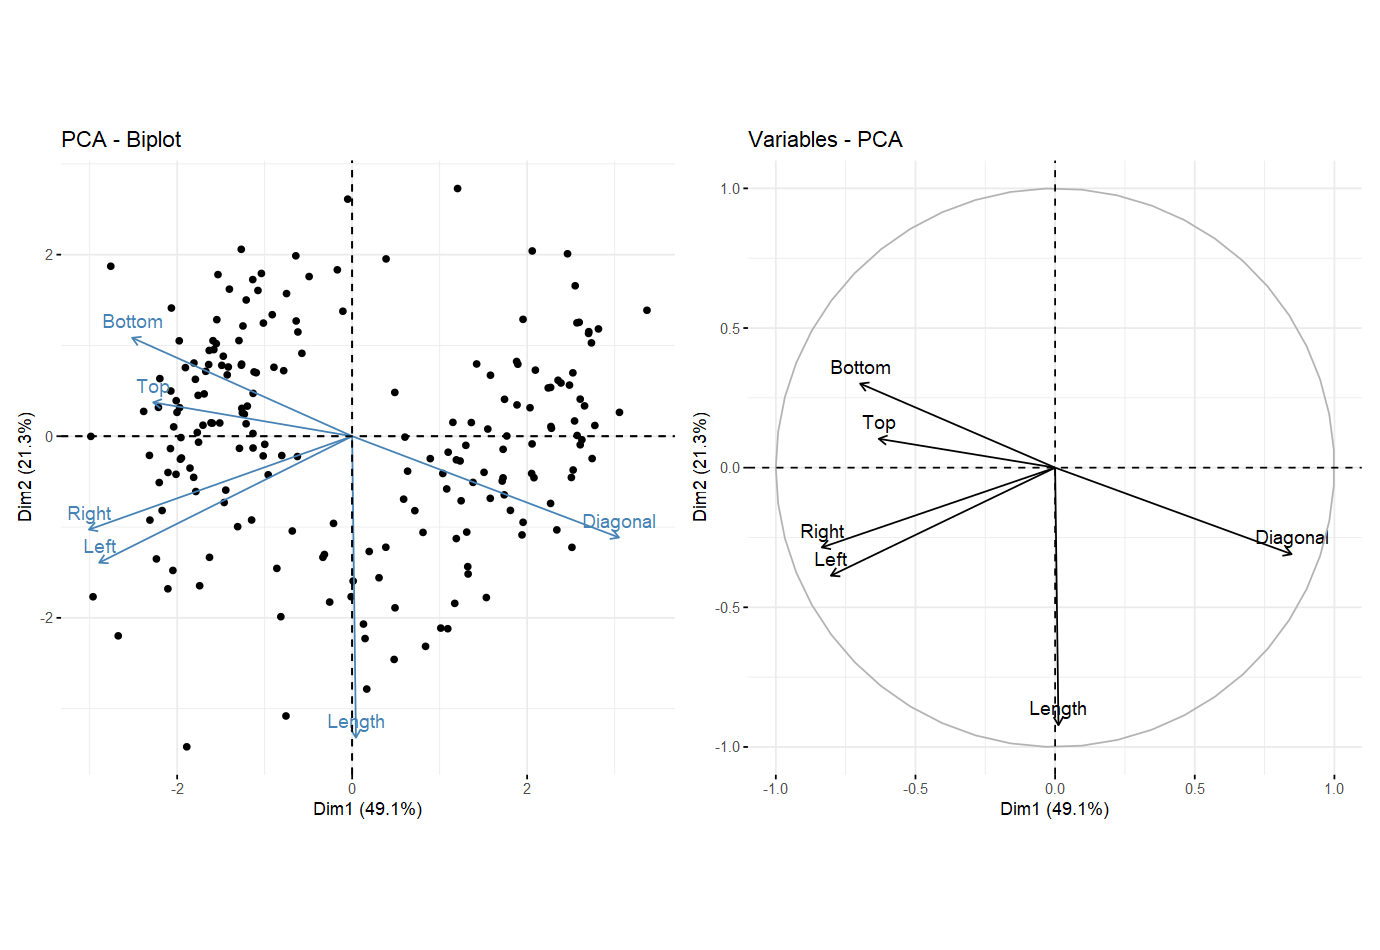 PCA - Biplot
Dim2 (21.3%)
2
0
-2
Bottom
Top
Right
Left
Diagonal
Length
-2
0
2
Dim1 (49.1%)
Variables - PCA
Dim2 (21.3%)
1.0
0.5
0.0
-0.5
-1.0
Bottom
Top
Right
Left
Diagonal
Length
-1.0
-0.5
0.0
0.5
1.0
Dim1 (49.1%)